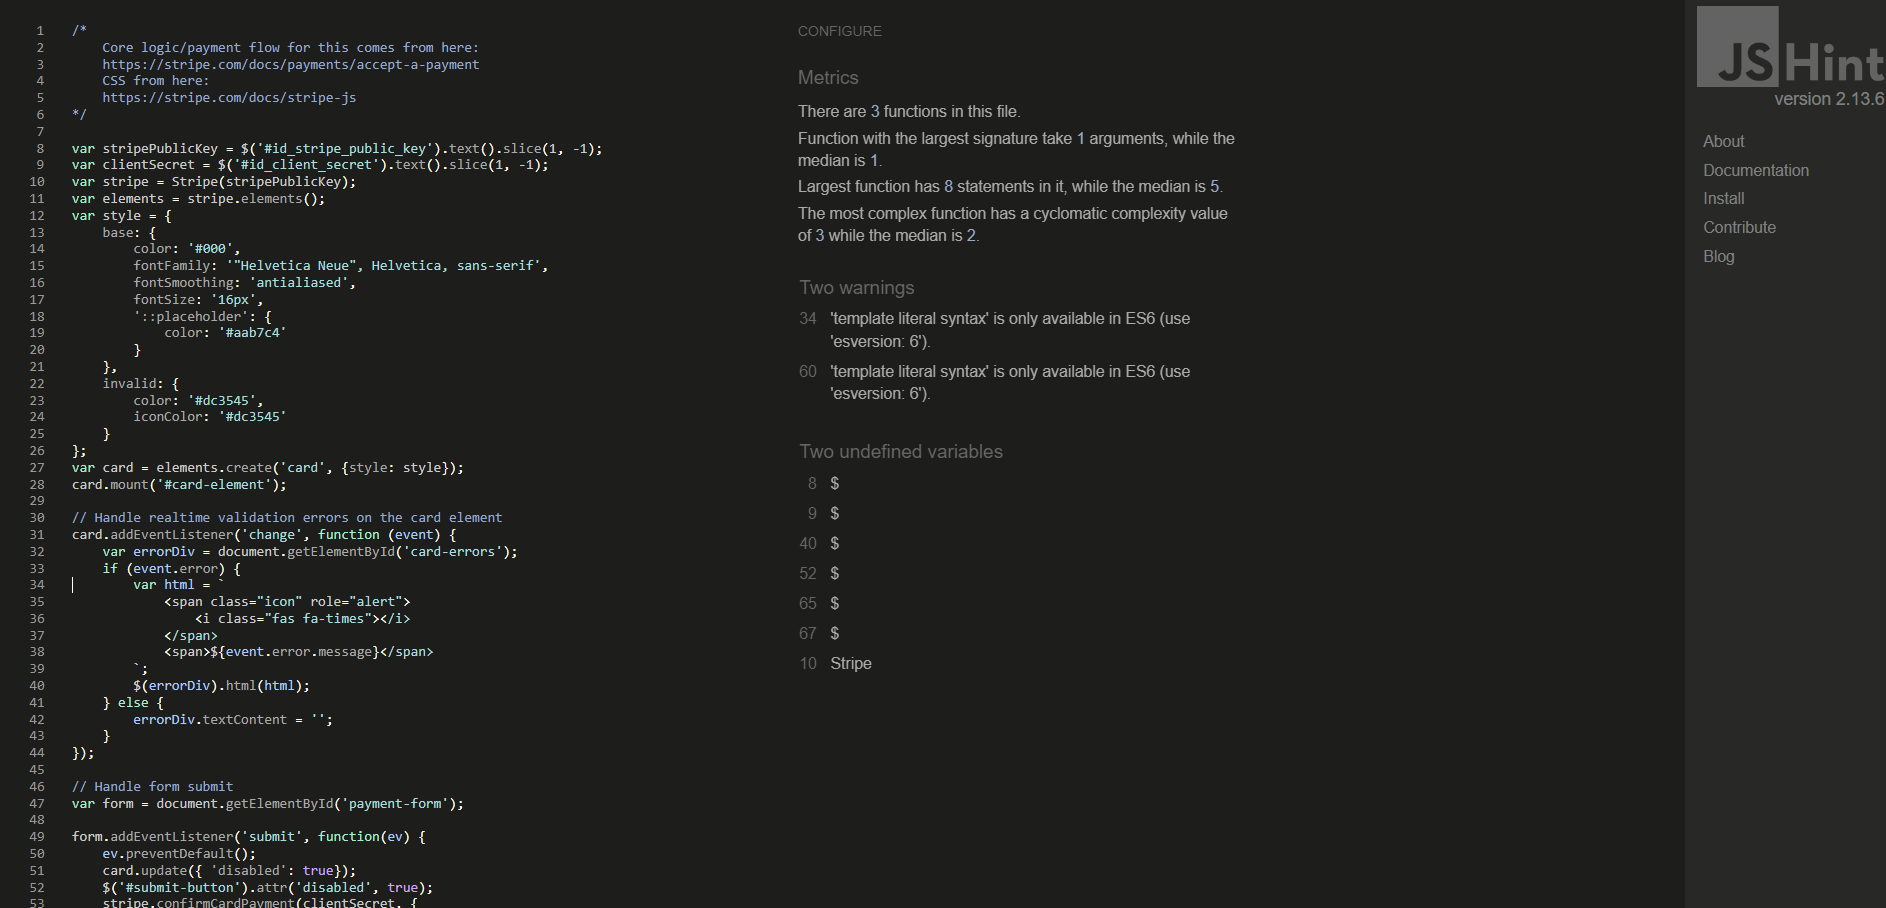 1 /*
2 Core logic/payment flow for this comes from here:
3 https://stripe.com/docs/payments/accept-a-payment
4 CSS from here:
5 https://stripe.com/docs/stripe-js
6 */
7
8 var stripePublicKey = $('#id_stripe_public_key').text().slice(1, -1);
9 var clientSecret = $('#id_client_secret').text().slice(1, -1);
10 var stripe = Stripe(stripePublicKey);
11 var elements = stripe.elements();
12 var style = {
13 base: {
14 color: '#000',
15 fontFamily: '"Helvetica Neue", Helvetica, sans-serif',
16 fontSmoothing: 'antialiased',
17 fontSize: '16px',
18 '::placeholder': {
19 color: '#aab7c4'
20 }
21 },
22 invalid: {
23 color: '#dc3545',
24 iconColor: '#dc3545'
25 }
26 };
27 var card = elements.create('card', {style: style});
28 card.mount('#card-element');
29
30 // Handle realtime validation errors on the card element
31 card.addEventListener('change', function (event) {
32 var errorDiv = document.getElementById('card-errors');
33 if (event.error) {
34 var html = `
35 <span class="icon" role="alert">
36 <i class="fas fa-times"></i>
37 </span>
38 <span>${event.error.message}</span>
39 `;
40 $(errorDiv).html(html);
41 } else {
42 errorDiv.textContent = '';
43 }
44 });
45
46 // Handle form submit
47 var form = document.getElementById('payment-form');
48
49 form.addEventListener('submit', function(ev) {
50 ev.preventDefault();
51 card.update({ 'disabled': true});
52 $('#submit-button').attr('disabled', true);
53 stripe.confirmCardPayment(clientSecret, {
CONFIGURE
Metrics
There are 3 functions in this file.
Function with the largest signature take 1 arguments, while the
median is 1.
Largest function has 8 statements in it, while the median is 5.
The most complex function has a cyclomatic complexity value
of 3 while the median is 2.
Two warnings
34 'template literal syntax' is only available in ES6 (use
'esversion: 6').
60 'template literal syntax' is only available in ES6 (use
'esversion: 6').
Two undefined variables
8 $
9 $
40 $
52 $
65 $
67 $
10 Stripe
JSHint
version 2.13.6
About
Documentation
Install
Contribute
Blog